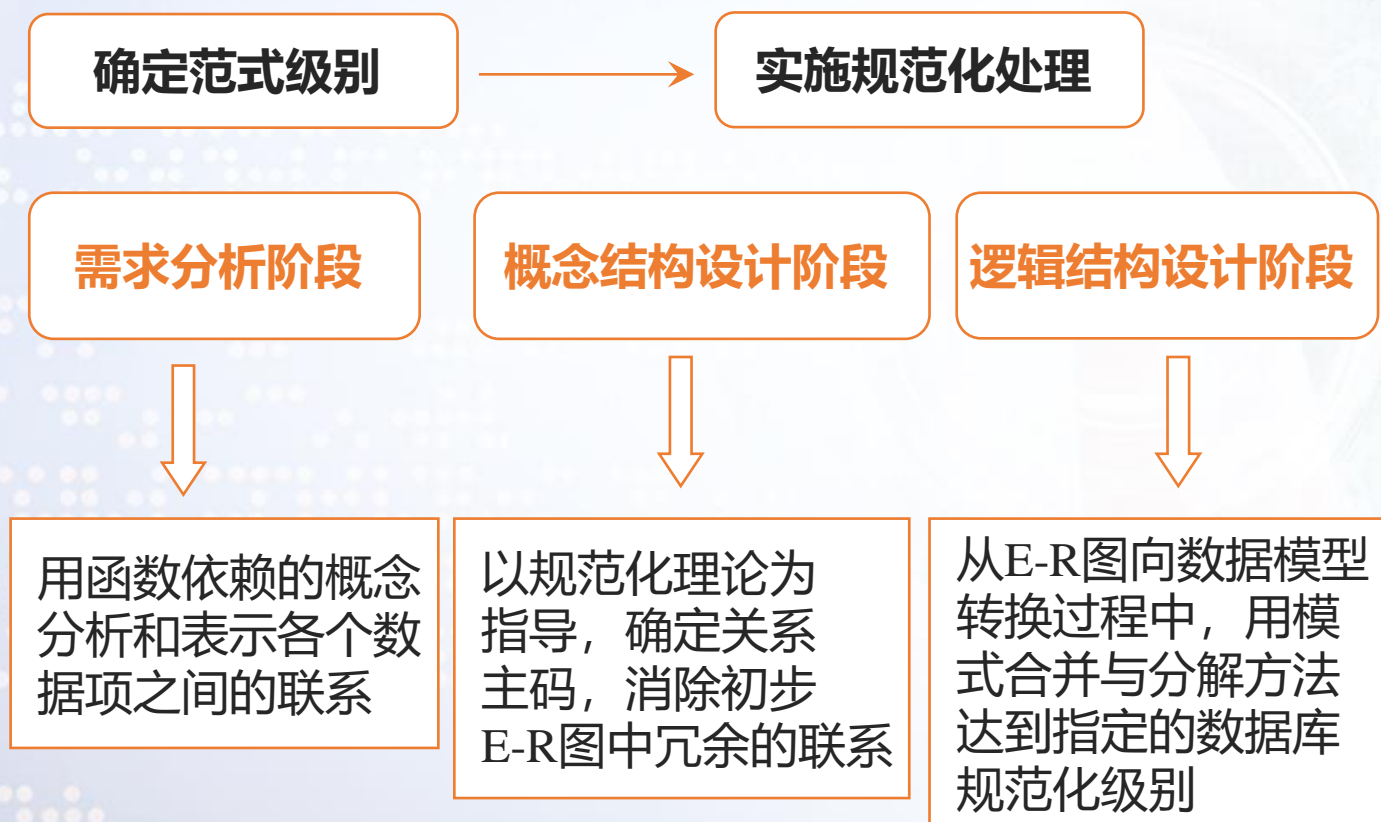 确定范式级别
实施规范化处理
需求分析阶段
概念结构设计阶段
逻辑结构设计阶段
用函数依赖的概念
分析和表示各个数
据项之间的联系
以规范化理论为
指导，确定关系
主码，消除初步
E-R图中冗余的联系
从E-R图向数据模型
转换过程中，用模
式合并与分解方法
达到指定的数据库
规范化级别